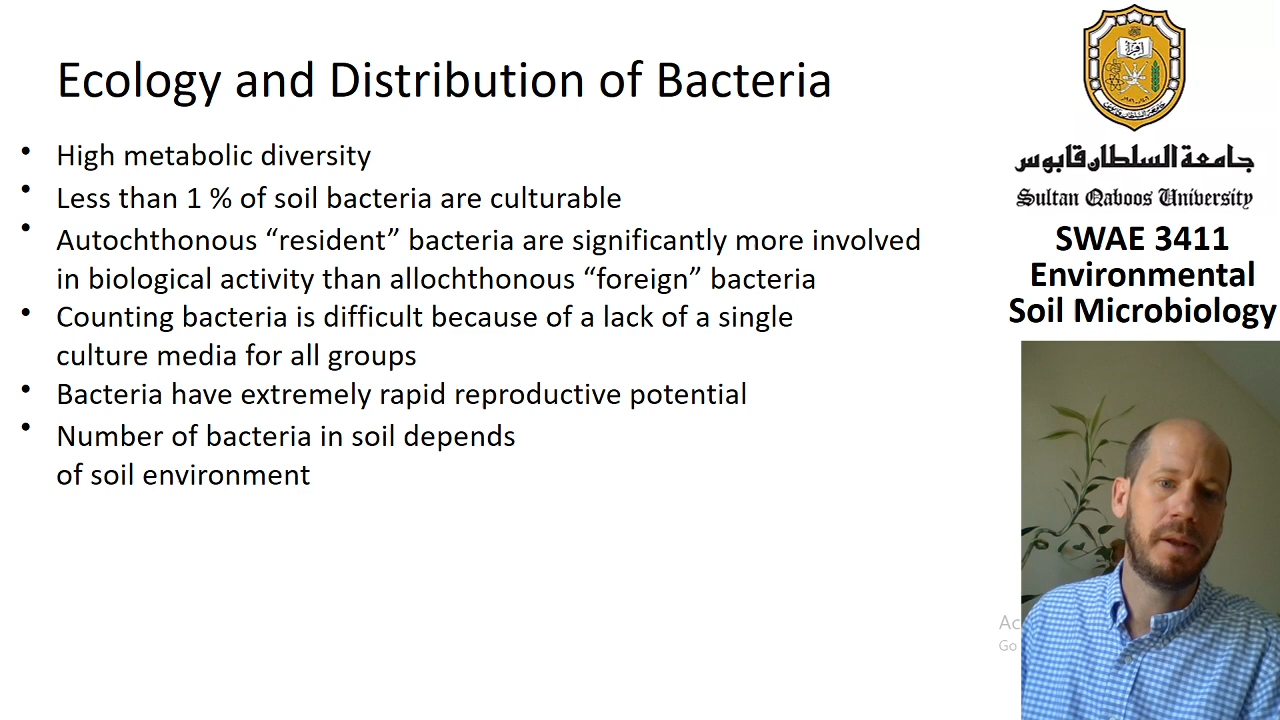 Ecology and Distribution of Bacteria
• High metabolic diversity
• Less than 1 % of soil bacteria are culturable
• Autochthonous “resident” bacteria are significantly more involved
in biological activity than allochthonous “foreign” bacteria
• Counting bacteria is difficult because of a lack of a single
culture media for all groups
• Bacteria have extremely rapid reproductive potential
• Number of bacteria in soil depends
of soil environment
جامعة السلطان قابوس
Sultan Qaboos University
SWAE 3411
Environmental
Soil Microbiology
Ac
Go